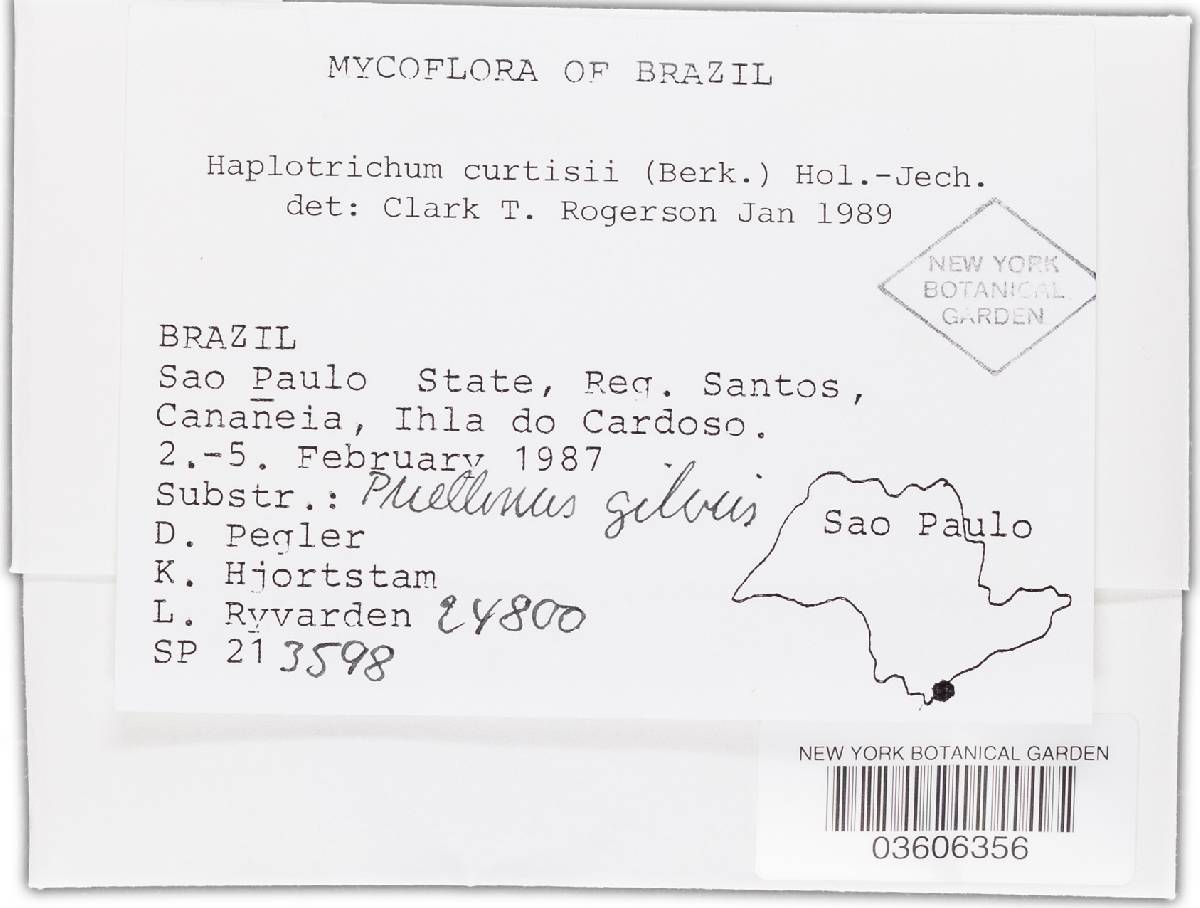 MYCOFLORA OF BRAZIL
Haplotrichum curtisii (Berk.) Hol.-Jech.
det: Clark T. Rogerson Jan 1989
NEW YORK
BOTANICAL
GARDEN
BRAZIL
Sao Paulo State, Reg. Santos,
Cananeia, Ihla do Cardoso.
2.-5. February 1987
Substr.: Phellinus gilvus
D. Pegler
K. Hjortstam
L. Ryvarden 24800
SP 213598
Sao Paulo
NEW YORK BOTANICAL GARDEN
03606356